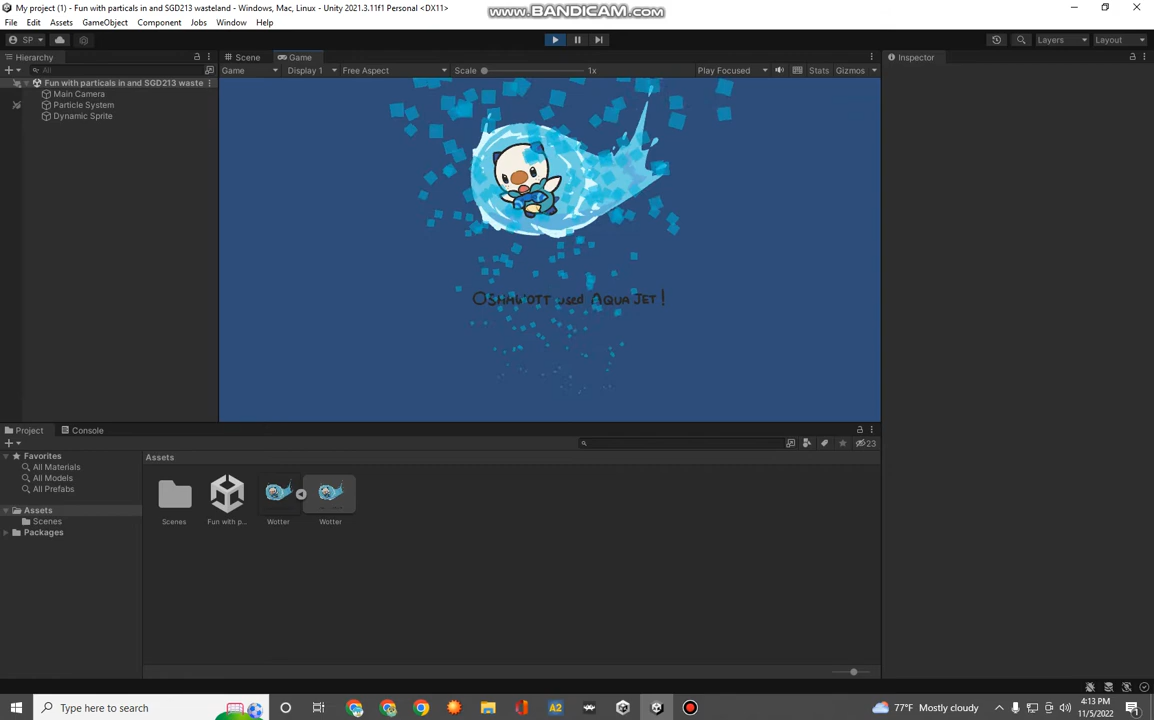 My project (1) - Fun with particals in and SGD213 wasteland - Windows, Mac, Linux - Unity 2021.3.11f1 Personal <DX11>
www.BANDICAM.com
File Edit Assets GameObject Component Jobs Window Help
SP Layers Layout
Hierarchy Scene Game Inspector
All Game Display 1 Free Aspect Scale 1x Play Focused Stats Gizmos
Fun with particals in and SGD213 waste
Main Camera
Particle System
Dynamic Sprite
OSHAWOTT used AQUA JET!
Project Console
23
Favorites
All Materials
All Models
All Prefabs
Assets
Scenes
Packages
Assets
Scenes Fun with p... Wotter Wotter
Type here to search A2 77°F Mostly cloudy 4:13 PM
11/5/2022
1